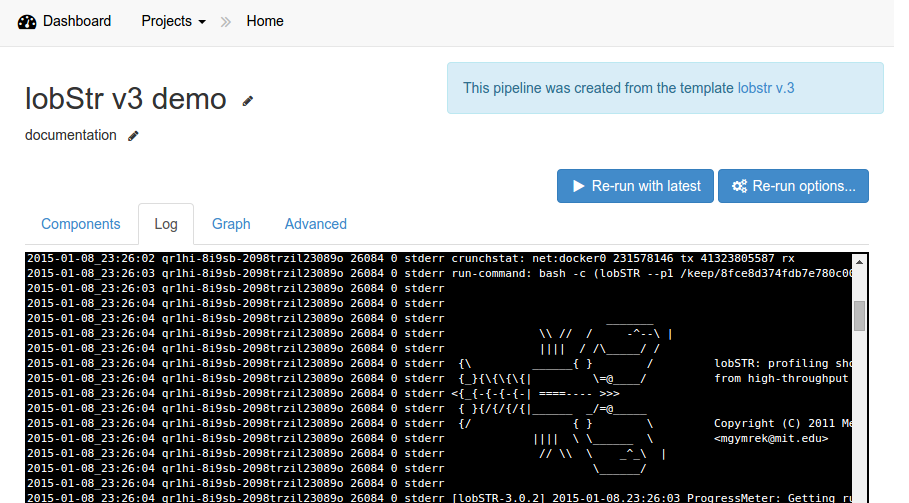 Dashboard Projects Home
lobStr v3 demo
This pipeline was created from the template lobstr v.3
documentation
Re-run with latest Re-run options...
Components Log Graph Advanced
2015-01-08_23:26:02 qr1hi-8i9sb-2098trzil23089o 26084 0 stderr crunchstat: net:docker0 231578146 tx 41323805587 rx
2015-01-08_23:26:03 qr1hi-8i9sb-2098trzil23089o 26084 0 stderr run-command: bash -c (lobSTR --p1 /keep/8fce8d374fdb7e780c00
2015-01-08_23:26:03 qr1hi-8i9sb-2098trzil23089o 26084 0 stderr
2015-01-08_23:26:04 qr1hi-8i9sb-2098trzil23089o 26084 0 stderr
2015-01-08_23:26:04 qr1hi-8i9sb-2098trzil23089o 26084 0 stderr                        _______
2015-01-08_23:26:04 qr1hi-8i9sb-2098trzil23089o 26084 0 stderr              \\ //  /     -^--\ |
2015-01-08_23:26:04 qr1hi-8i9sb-2098trzil23089o 26084 0 stderr              ||||  / /\_____/ /
2015-01-08_23:26:04 qr1hi-8i9sb-2098trzil23089o 26084 0 stderr  {\         ______{ }        /         lobSTR: profiling sho
2015-01-08_23:26:04 qr1hi-8i9sb-2098trzil23089o 26084 0 stderr  {_}{\{\{\{|         \=@____/          from high-throughput
2015-01-08_23:26:04 qr1hi-8i9sb-2098trzil23089o 26084 0 stderr <{_{-{-{-{-| ====---- >>>
2015-01-08_23:26:04 qr1hi-8i9sb-2098trzil23089o 26084 0 stderr  { }{/{/{/{|______  _/=@_____
2015-01-08_23:26:04 qr1hi-8i9sb-2098trzil23089o 26084 0 stderr  {/               { }        \         Copyright (C) 2011 Me
2015-01-08_23:26:04 qr1hi-8i9sb-2098trzil23089o 26084 0 stderr             ||||  \ \______  \         <mgymrek@mit.edu>
2015-01-08_23:26:04 qr1hi-8i9sb-2098trzil23089o 26084 0 stderr              // \\  \    _^_\  |
2015-01-08_23:26:04 qr1hi-8i9sb-2098trzil23089o 26084 0 stderr                      \______/
2015-01-08_23:26:04 qr1hi-8i9sb-2098trzil23089o 26084 0 stderr
2015-01-08_23:26:04 qr1hi-8i9sb-2098trzil23089o 26084 0 stderr [lobSTR-3.0.2] 2015-01-08.23:26:03 ProgressMeter: Getting ru